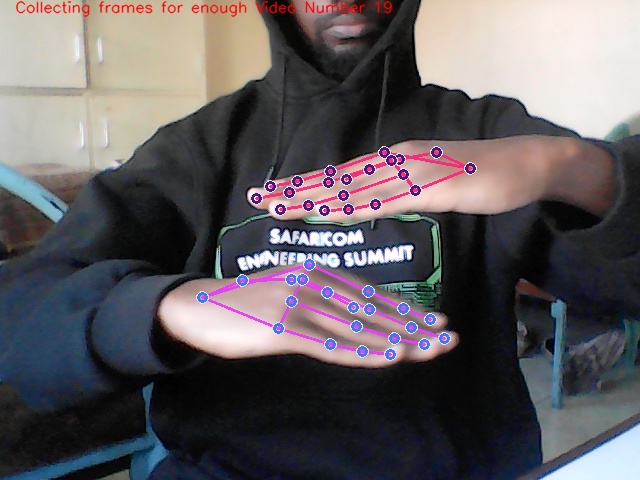 Collecting frames for enough Video Number 19
SAFARICOM
ENGINEERING SUMMIT